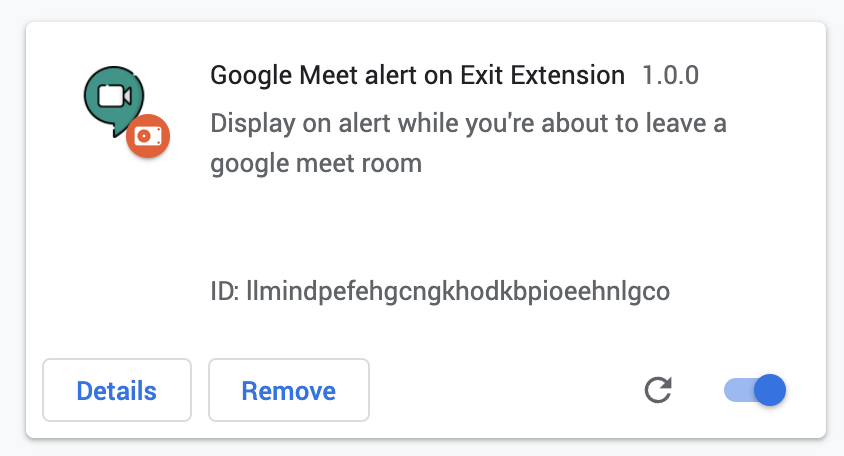 Google Meet alert on Exit Extension 1.0.0
Display on alert while you're about to leave a
google meet room
ID: llmindpefehgcngkhodkbpioeehnlgco
Details Remove